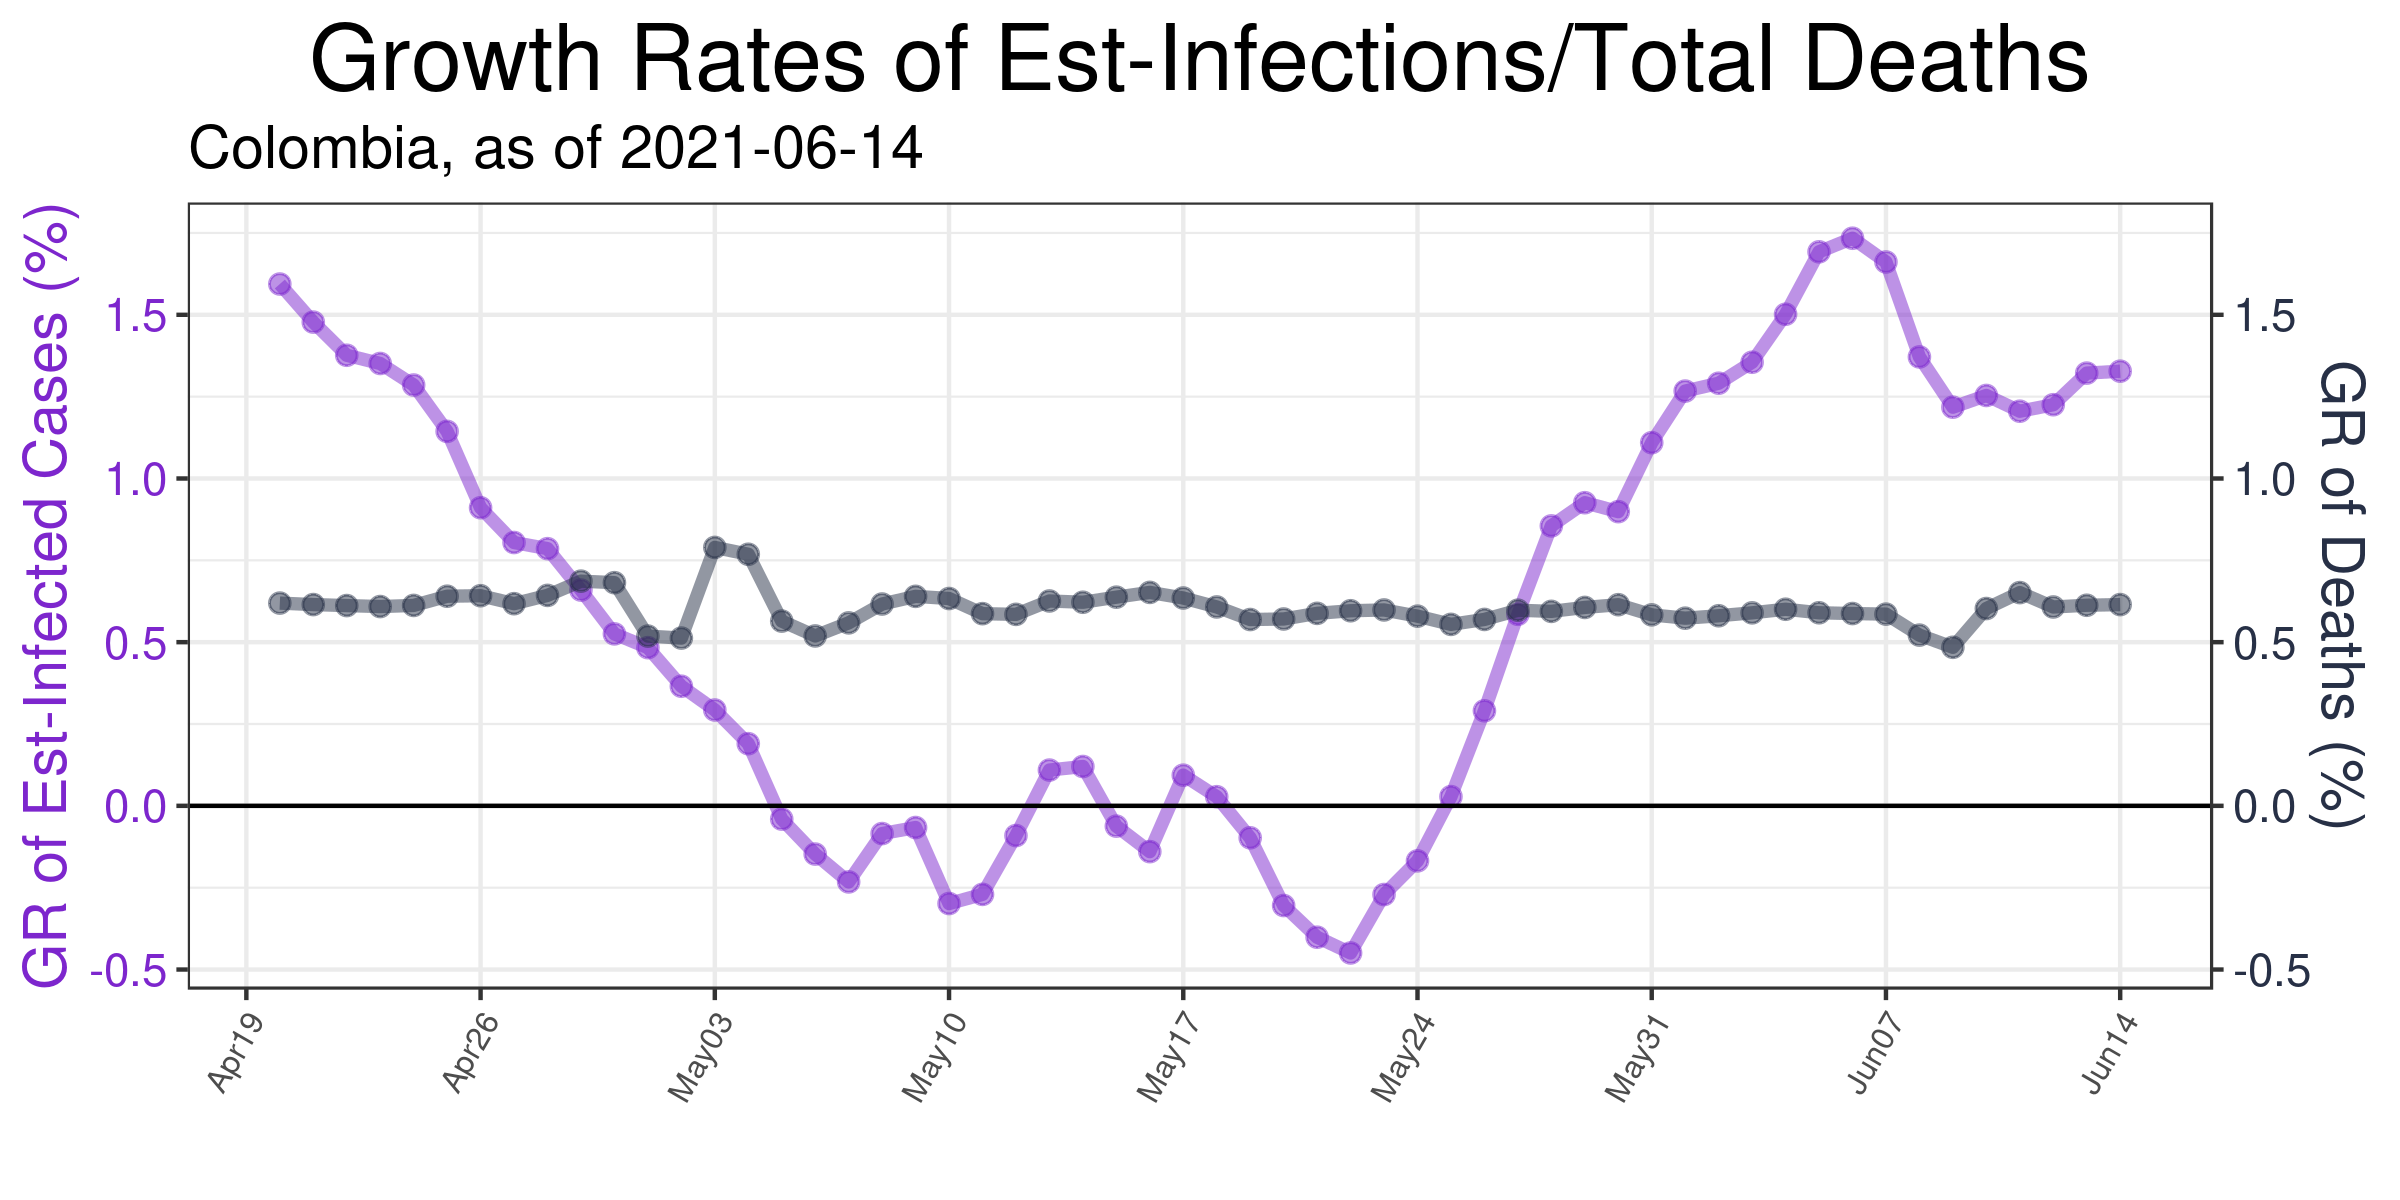 Growth Rates of Est-Infections/Total Deaths
Colombia, as of 2021-06-14
GR of Est-Infected Cases (%)
1.5
1.0
0.5
0.0
-0.5
1.5
1.0
0.5
0.0
-0.5
GR of Deaths (%)
Apr19
Apr26
May03
May10
May17
May24
May31
Jun07
Jun14